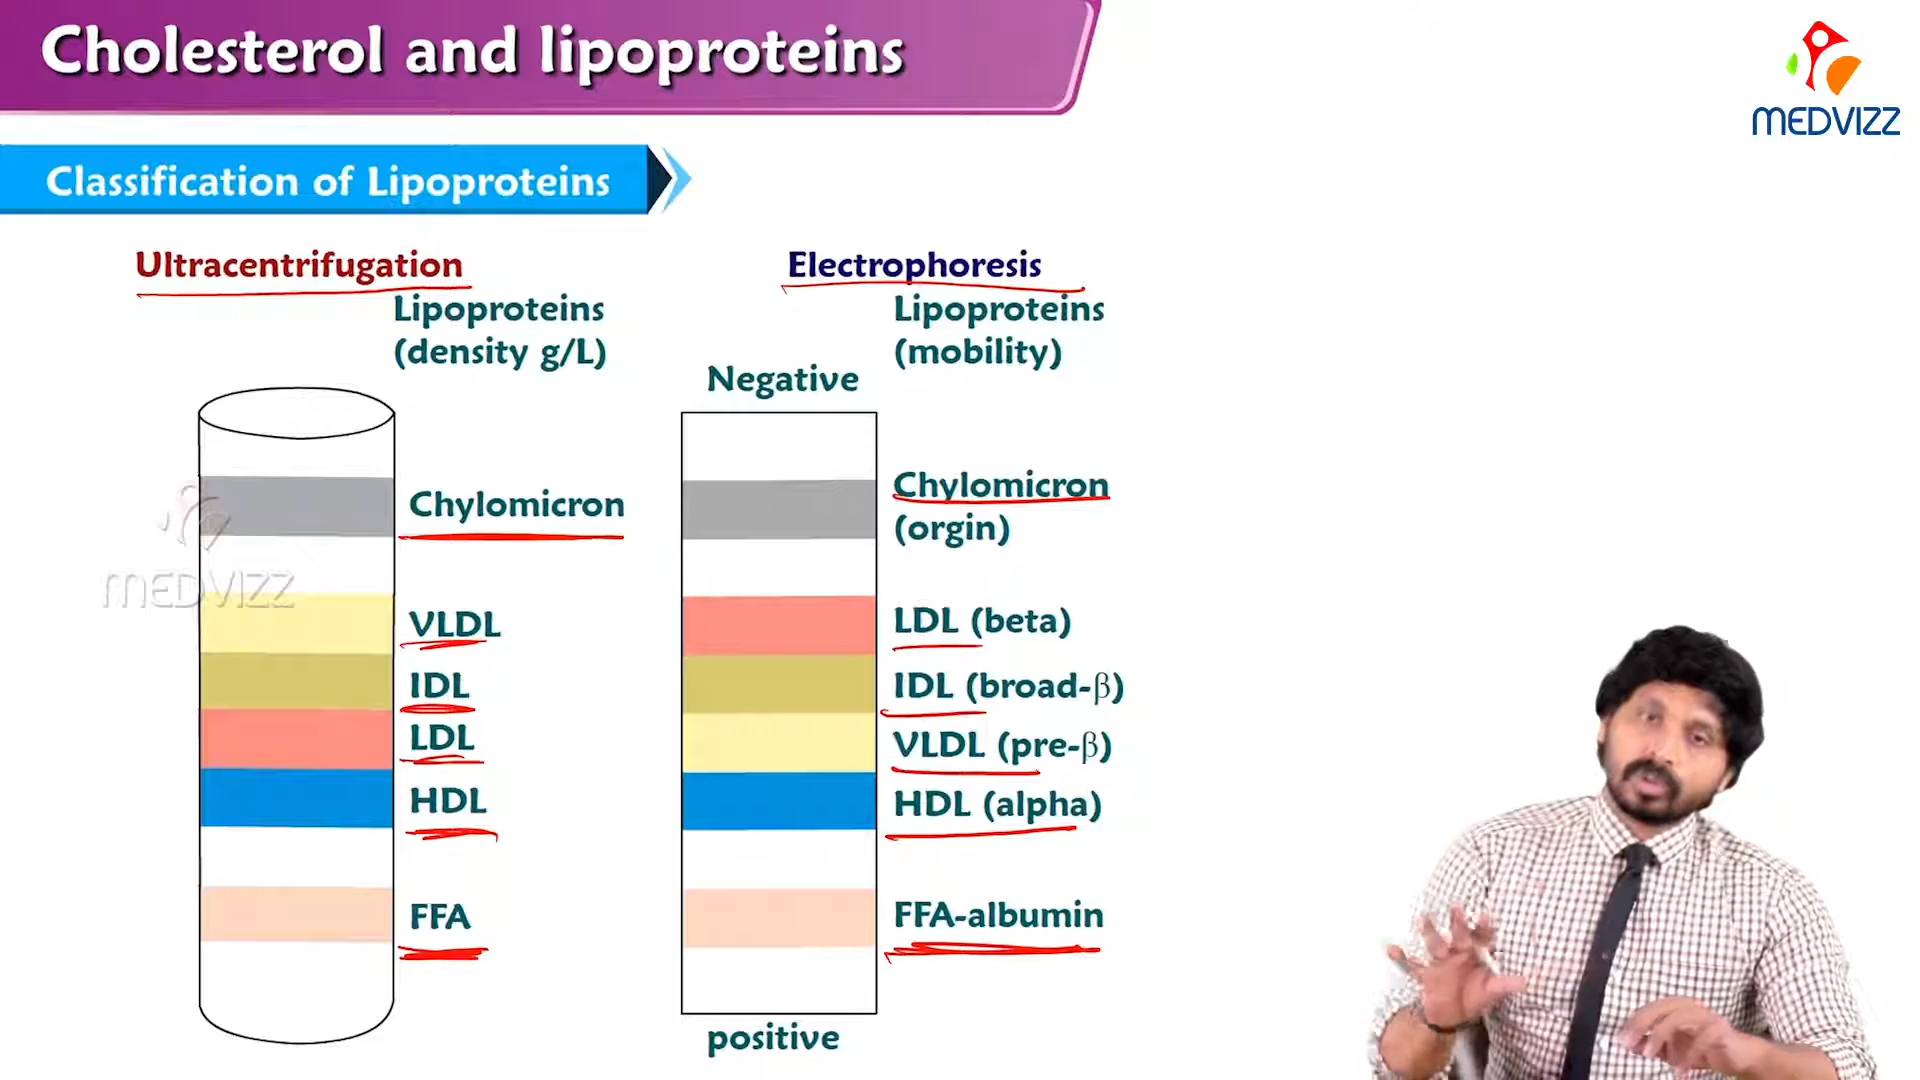 Cholesterol and lipoproteins
MEDVIZZ
Classification of Lipoproteins
Ultracentrifugation
Lipoproteins
(density g/L)
Chylomicron
VLDL
IDL
LDL
HDL
FFA
MEDVIZZ
Electrophoresis
Lipoproteins
(mobility)
Negative
Chylomicron
(orgin)
LDL (beta)
IDL (broad-β)
VLDL (pre-β)
HDL (alpha)
FFA-albumin
positive